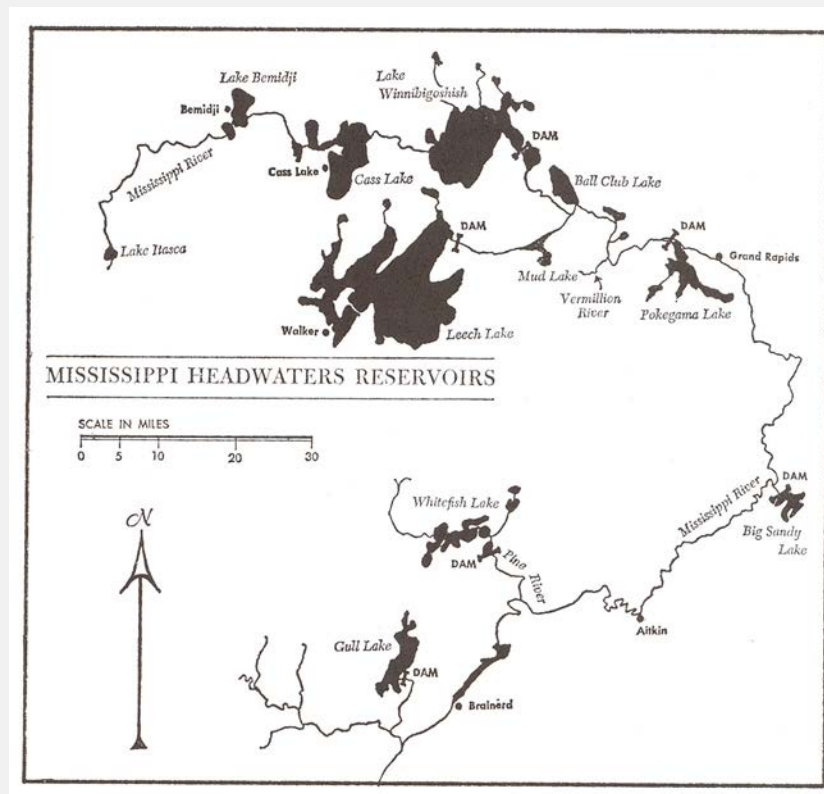 Lake Bemidji
Bemidji
Lake
Winnibigoshish
DAM
Mississippi River
Cass Lake
Cass Lake
Ball Club Lake
Lake Itasca
DAM
DAM
Grand Rapids
Mud Lake
Vermillion
River
Pokegama Lake
Walker
Leech Lake
MISSISSIPPI HEADWATERS RESERVOIRS
SCALE IN MILES
0 5 10 20 30
N
Whitefish Lake
DAM
Pine River
Mississippi River
DAM
Big Sandy
Lake
Aitkin
Gull Lake
DAM
Brainerd